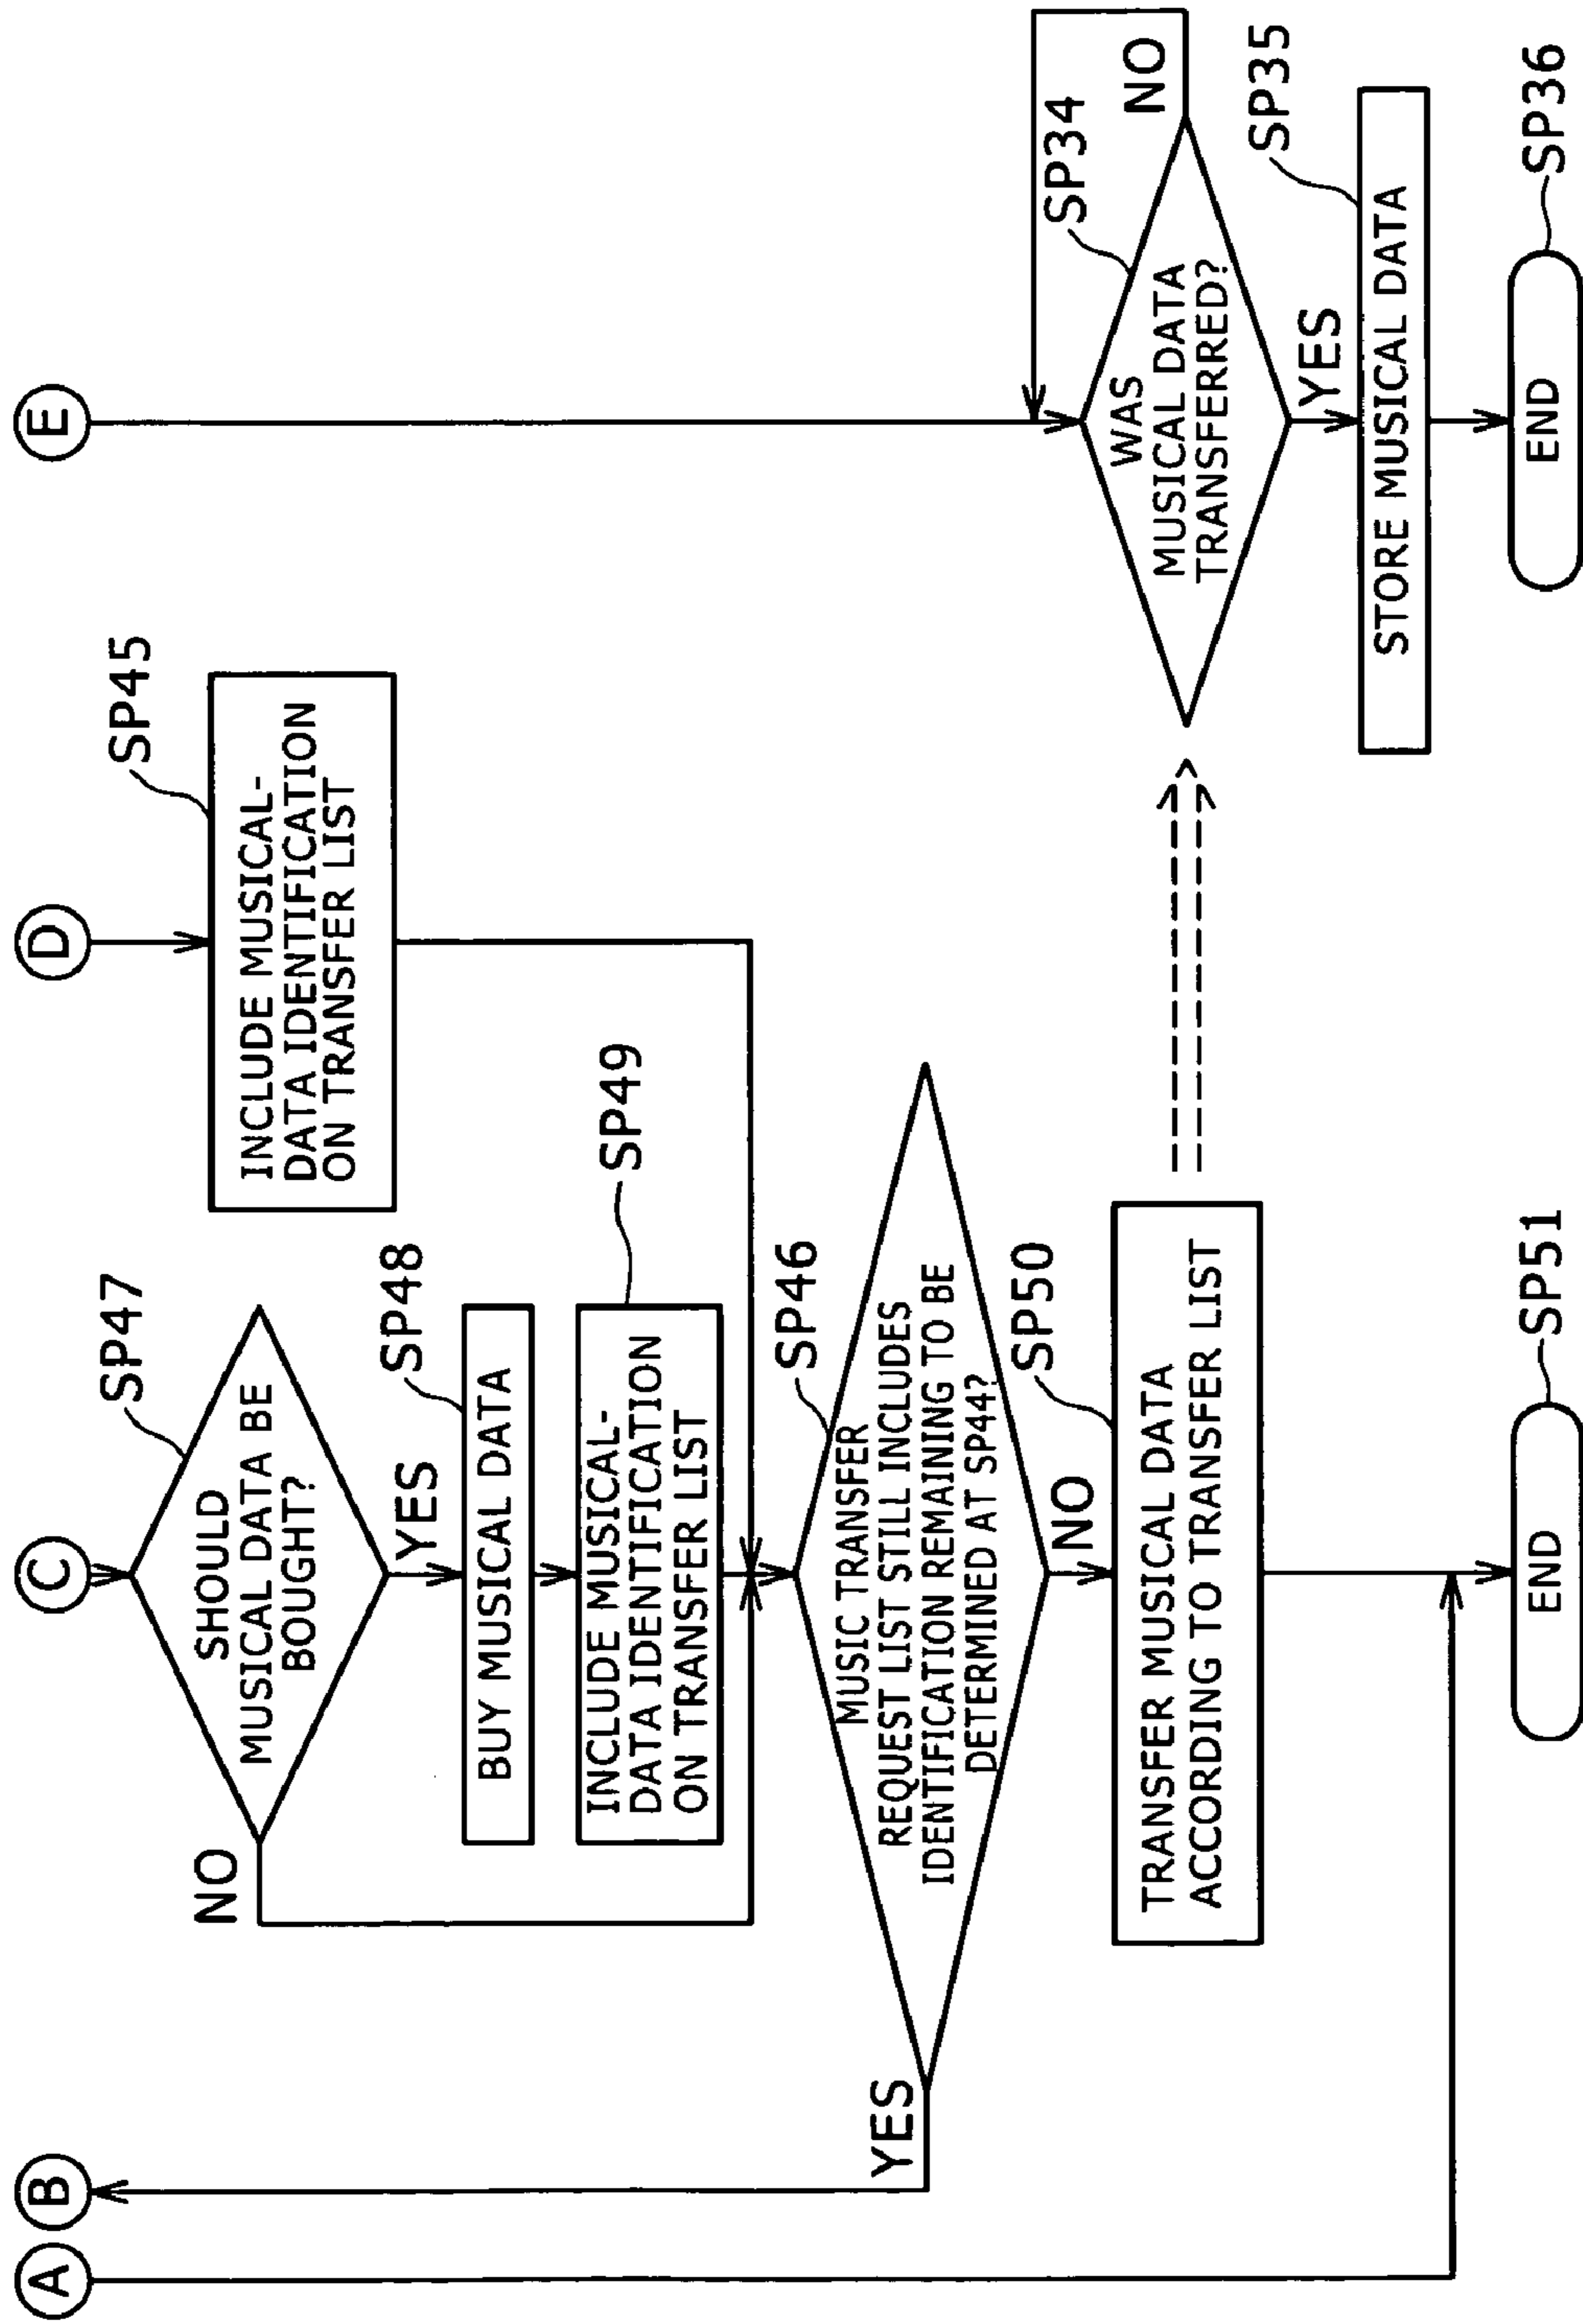 A
B
C
D
E
SP47
SHOULD
MUSICAL DATA BE
BOUGHT?
NO
YES
SP48
BUY MUSICAL DATA
SP49
INCLUDE MUSICAL-
DATA IDENTIFICATION
ON TRANSFER LIST
SP45
INCLUDE MUSICAL-
DATA IDENTIFICATION
ON TRANSFER LIST
SP46
MUSIC TRANSFER
REQUEST LIST STILL INCLUDES
IDENTIFICATION REMAINING TO BE
DETERMINED AT SP44?
YES
NO
SP50
TRANSFER MUSICAL DATA
ACCORDING TO TRANSFER LIST
END
SP51
SP34
WAS
MUSICAL DATA
TRANSFERRED?
NO
YES
SP35
STORE MUSICAL DATA
END
SP36